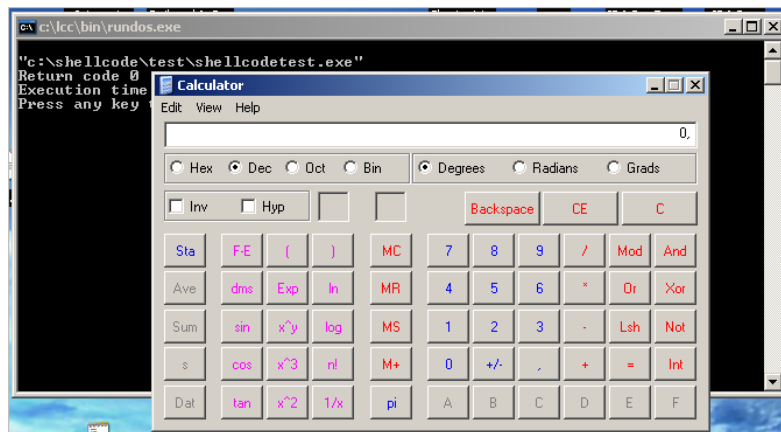 c:\lcc\bin\rundos.exe
"c:\shellcode\test\shellcodetest.exe"
Return code 0
Execution time
Press any key
Calculator
Edit View Help
0,
Hex Dec Oct Bin Degrees Radians Grads
Inv Hyp Backspace CE C
Sta F-E ( ) MC 7 8 9 / Mod And
Ave dms Exp ln MR 4 5 6 * Or Xor
Sum sin x^y log MS 1 2 3 - Lsh Not
s cos x^3 n! M+ 0 +/- , + = Int
Dat tan x^2 1/x pi A B C D E F